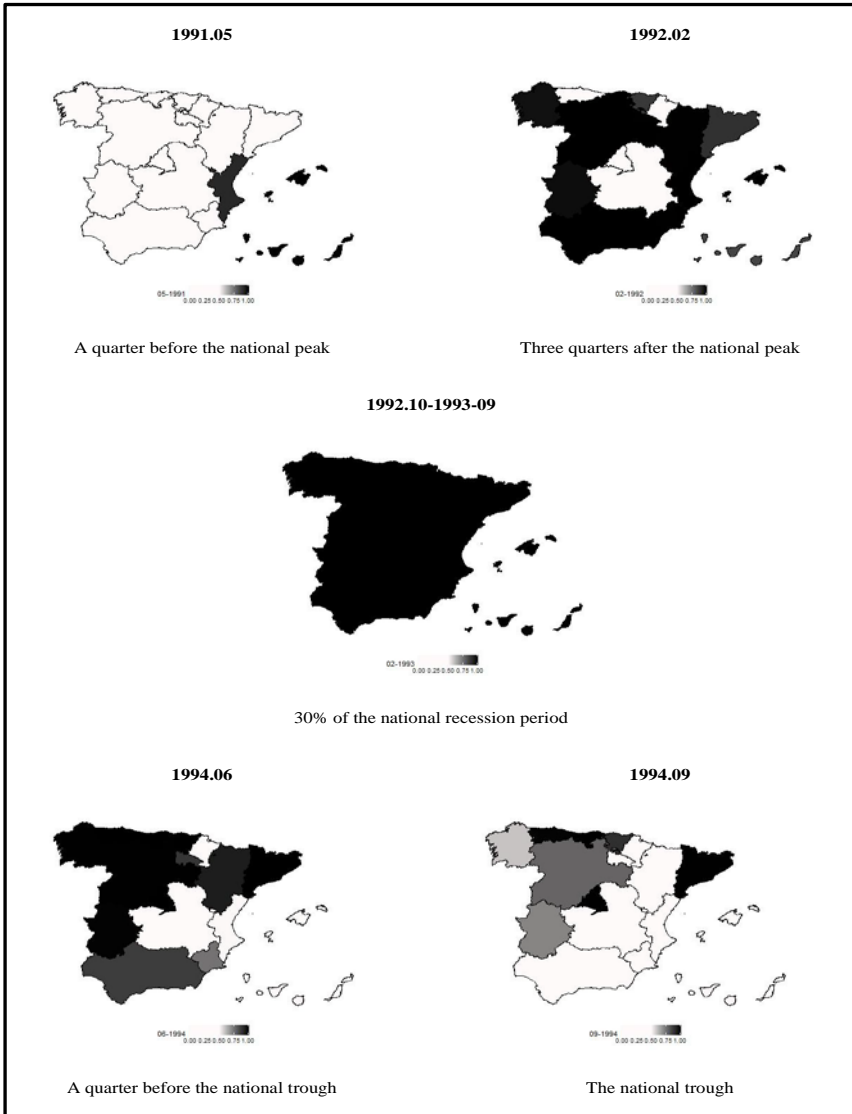 1991.05
1992.02
05-1991
0.00 0.25 0.50 0.75 1.00
02-1992
0.00 0.25 0.50 0.75 1.00
A quarter before the national peak
Three quarters after the national peak
1992.10-1993-09
02-1993
0.00 0.25 0.50 0.75 1.00
30% of the national recession period
1994.06
1994.09
06-1994
0.00 0.25 0.50 0.75 1.00
09-1994
0.00 0.25 0.50 0.75 1.00
A quarter before the national trough
The national trough